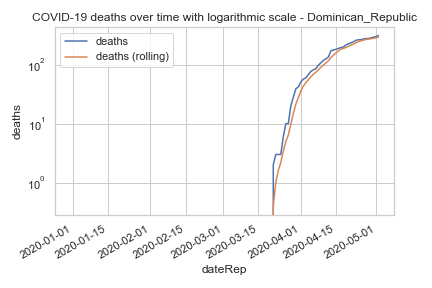 COVID-19 deaths over time with logarithmic scale - Dominican_Republic
deaths
deaths (rolling)
10²
10¹
10⁰
deaths
2020-01-01
2020-01-15
2020-02-01
2020-02-15
2020-03-01
2020-03-15
2020-04-01
2020-04-15
2020-05-01
dateRep